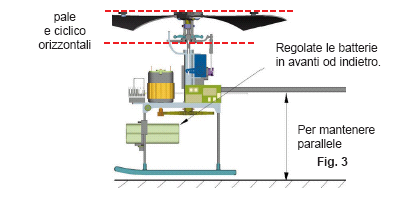 pale
e ciclico
orizzontali
Regolate le batterie
in avanti od indietro.
Per mantenere
parallele
Fig. 3